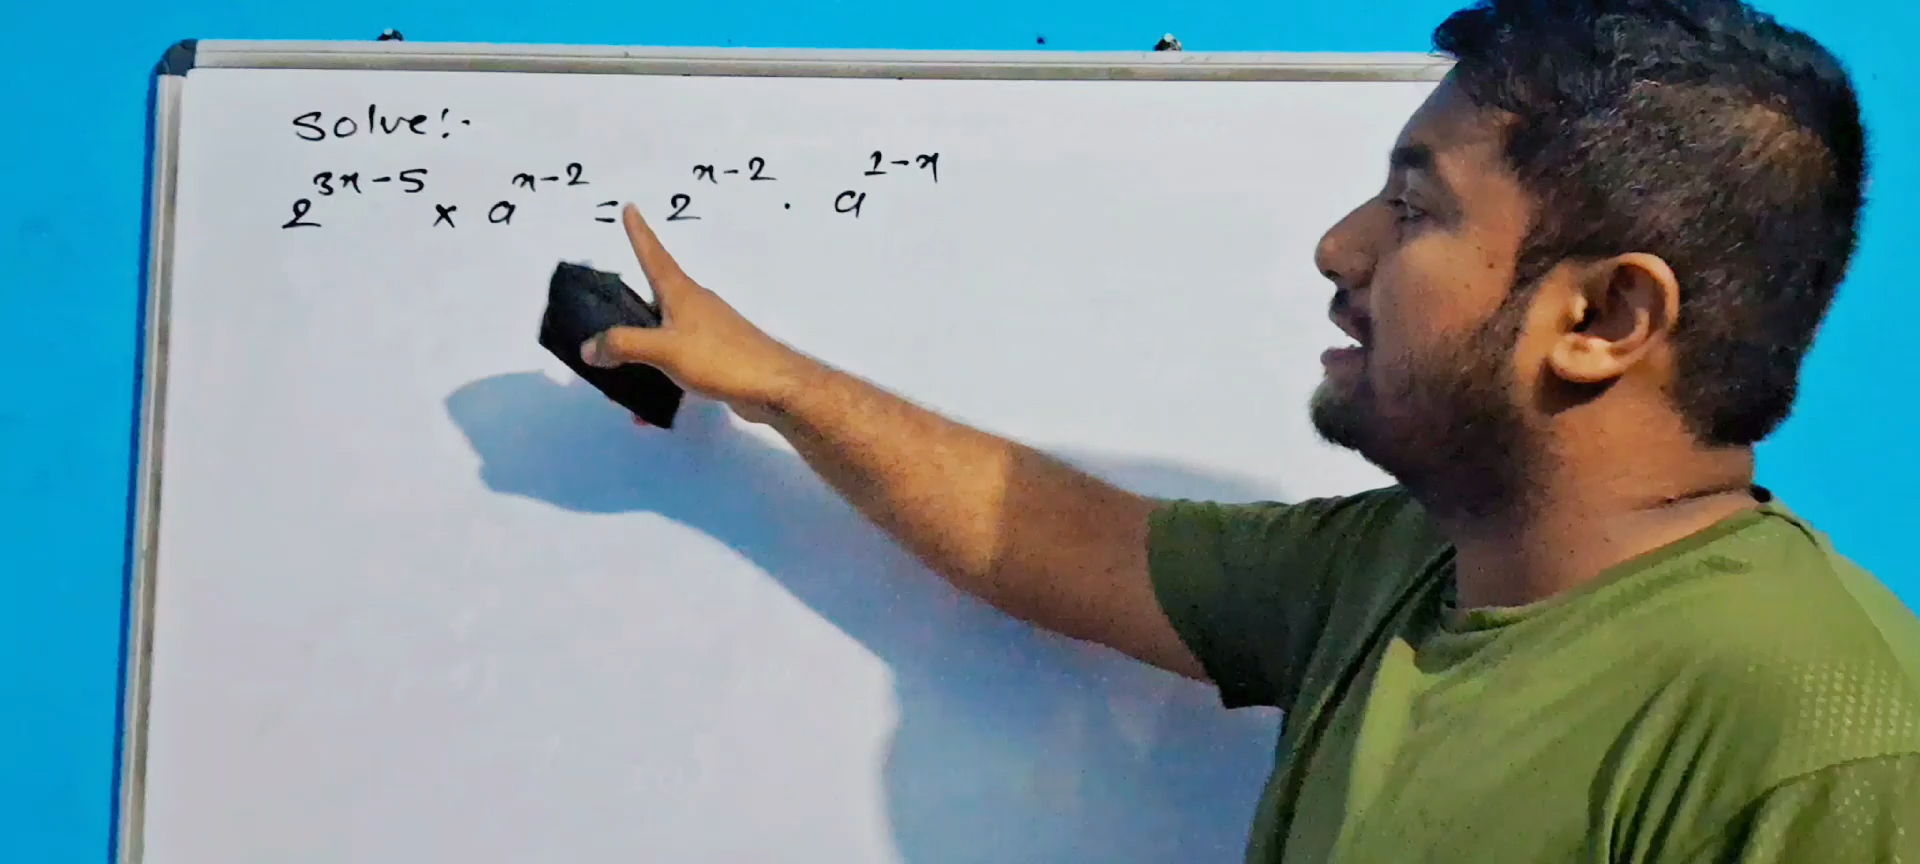 Solve:-
2^{3x-5} × a^{x-2} = 2^{x-2} · a^{1-x}